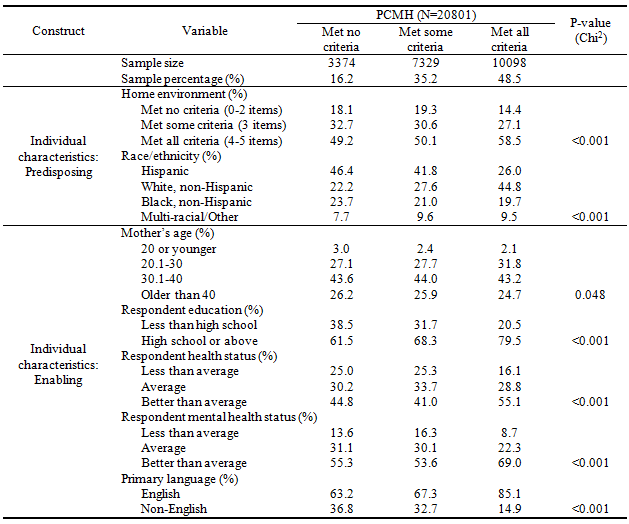 Construct Variable PCMH (N=20801) P-value (Chi²)
Met no criteria Met some criteria Met all criteria
Sample size 3374 7329 10098
Sample percentage (%) 16.2 35.2 48.5
Individual characteristics: Predisposing
Home environment (%)
Met no criteria (0-2 items) 18.1 19.3 14.4
Met some criteria (3 items) 32.7 30.6 27.1
Met all criteria (4-5 items) 49.2 50.1 58.5 <0.001
Race/ethnicity (%)
Hispanic 46.4 41.8 26.0
White, non-Hispanic 22.2 27.6 44.8
Black, non-Hispanic 23.7 21.0 19.7
Multi-racial/Other 7.7 9.6 9.5 <0.001
Individual characteristics: Enabling
Mother's age (%)
20 or younger 3.0 2.4 2.1
20.1-30 27.1 27.7 31.8
30.1-40 43.6 44.0 43.2
Older than 40 26.2 25.9 24.7 0.048
Respondent education (%)
Less than high school 38.5 31.7 20.5
High school or above 61.5 68.3 79.5 <0.001
Respondent health status (%)
Less than average 25.0 25.3 16.1
Average 30.2 33.7 28.8
Better than average 44.8 41.0 55.1 <0.001
Respondent mental health status (%)
Less than average 13.6 16.3 8.7
Average 31.1 30.1 22.3
Better than average 55.3 53.6 69.0 <0.001
Primary language (%)
English 63.2 67.3 85.1
Non-English 36.8 32.7 14.9 <0.001